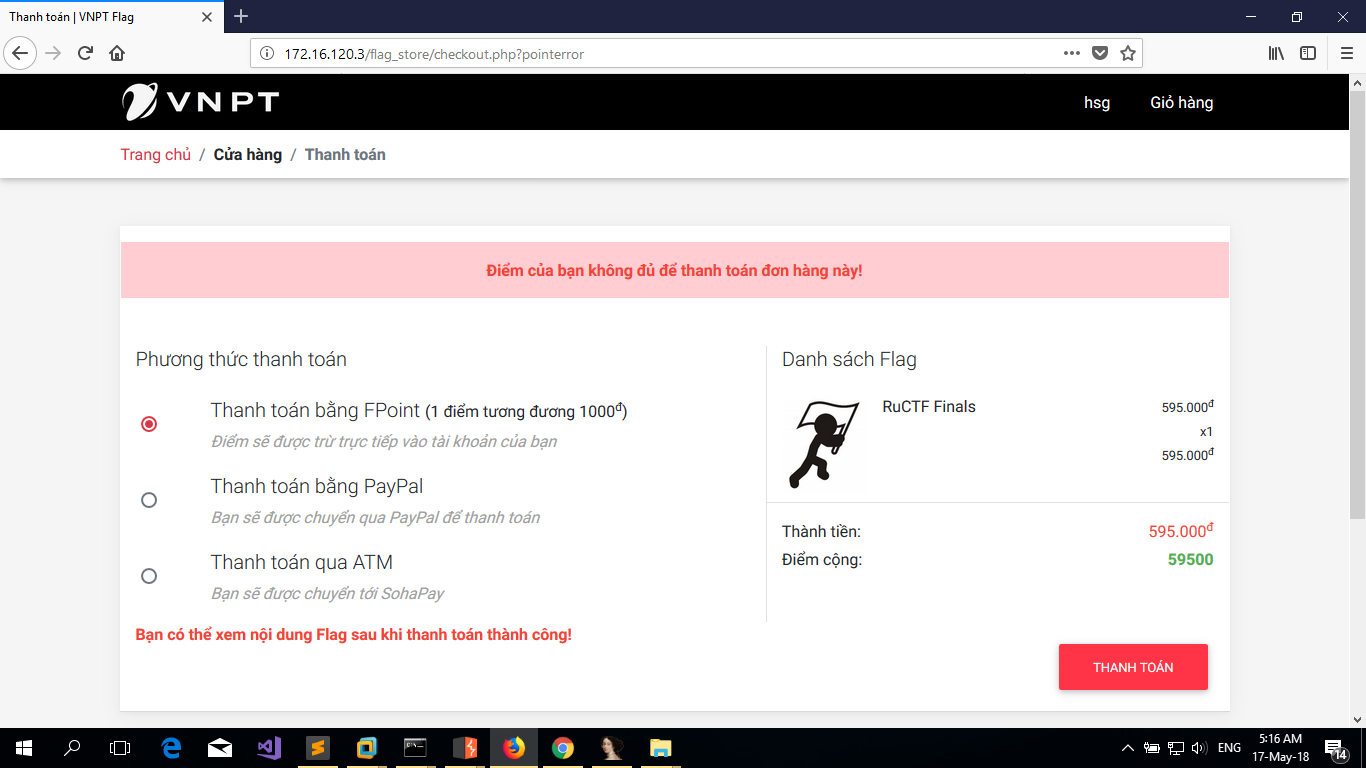 Thanh toán | VNPT Flag
172.16.120.3/flag_store/checkout.php?pointerror
VNPT
hsg
Giỏ hàng
Trang chủ / Cửa hàng / Thanh toán
Điểm của bạn không đủ để thanh toán đơn hàng này!
Phương thức thanh toán
Thanh toán bằng FPoint (1 điểm tương đương 1000đ)
Điểm sẽ được trừ trực tiếp vào tài khoản của bạn
Thanh toán bằng PayPal
Bạn sẽ được chuyển qua PayPal để thanh toán
Thanh toán qua ATM
Bạn sẽ được chuyển tới SohaPay
Bạn có thể xem nội dung Flag sau khi thanh toán thành công!
Danh sách Flag
RuCTF Finals
595.000đ
x1
595.000đ
Thành tiền: 595.000đ
Điểm cộng: 59500
THANH TOÁN
ENG
5:16 AM
17-May-18
14